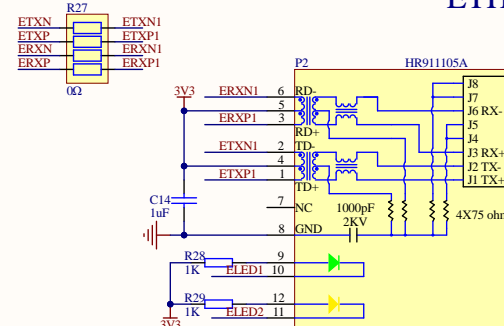 R27
ETXN ETXN1
ETXP ETXP1
ERXN ERXN1
ERXP ERXP1
0Ω
P2 HR911105A
3V3
ERXN1 6 RD-
5
ERXP1 3
RD+
ETXN1 2 TD-
4
ETXP1 1
TD+
7 NC
8 GND
J8
J7
J6 RX-
J5
J4
J3 RX+
J2 TX-
J1 TX+
C14
1uF
1000pF
2KV
4X75 ohm
R28
1K
9
ELED1 10
R29
1K
12
ELED2 11
3V3